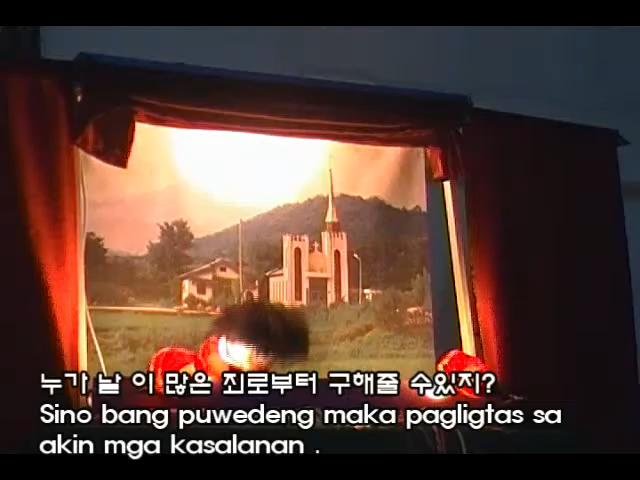 누가 날 이 많은 죄로부터 구해줄 수있지?
Sino bang puwedeng maka pagligtas sa
akin mga kasalanan .